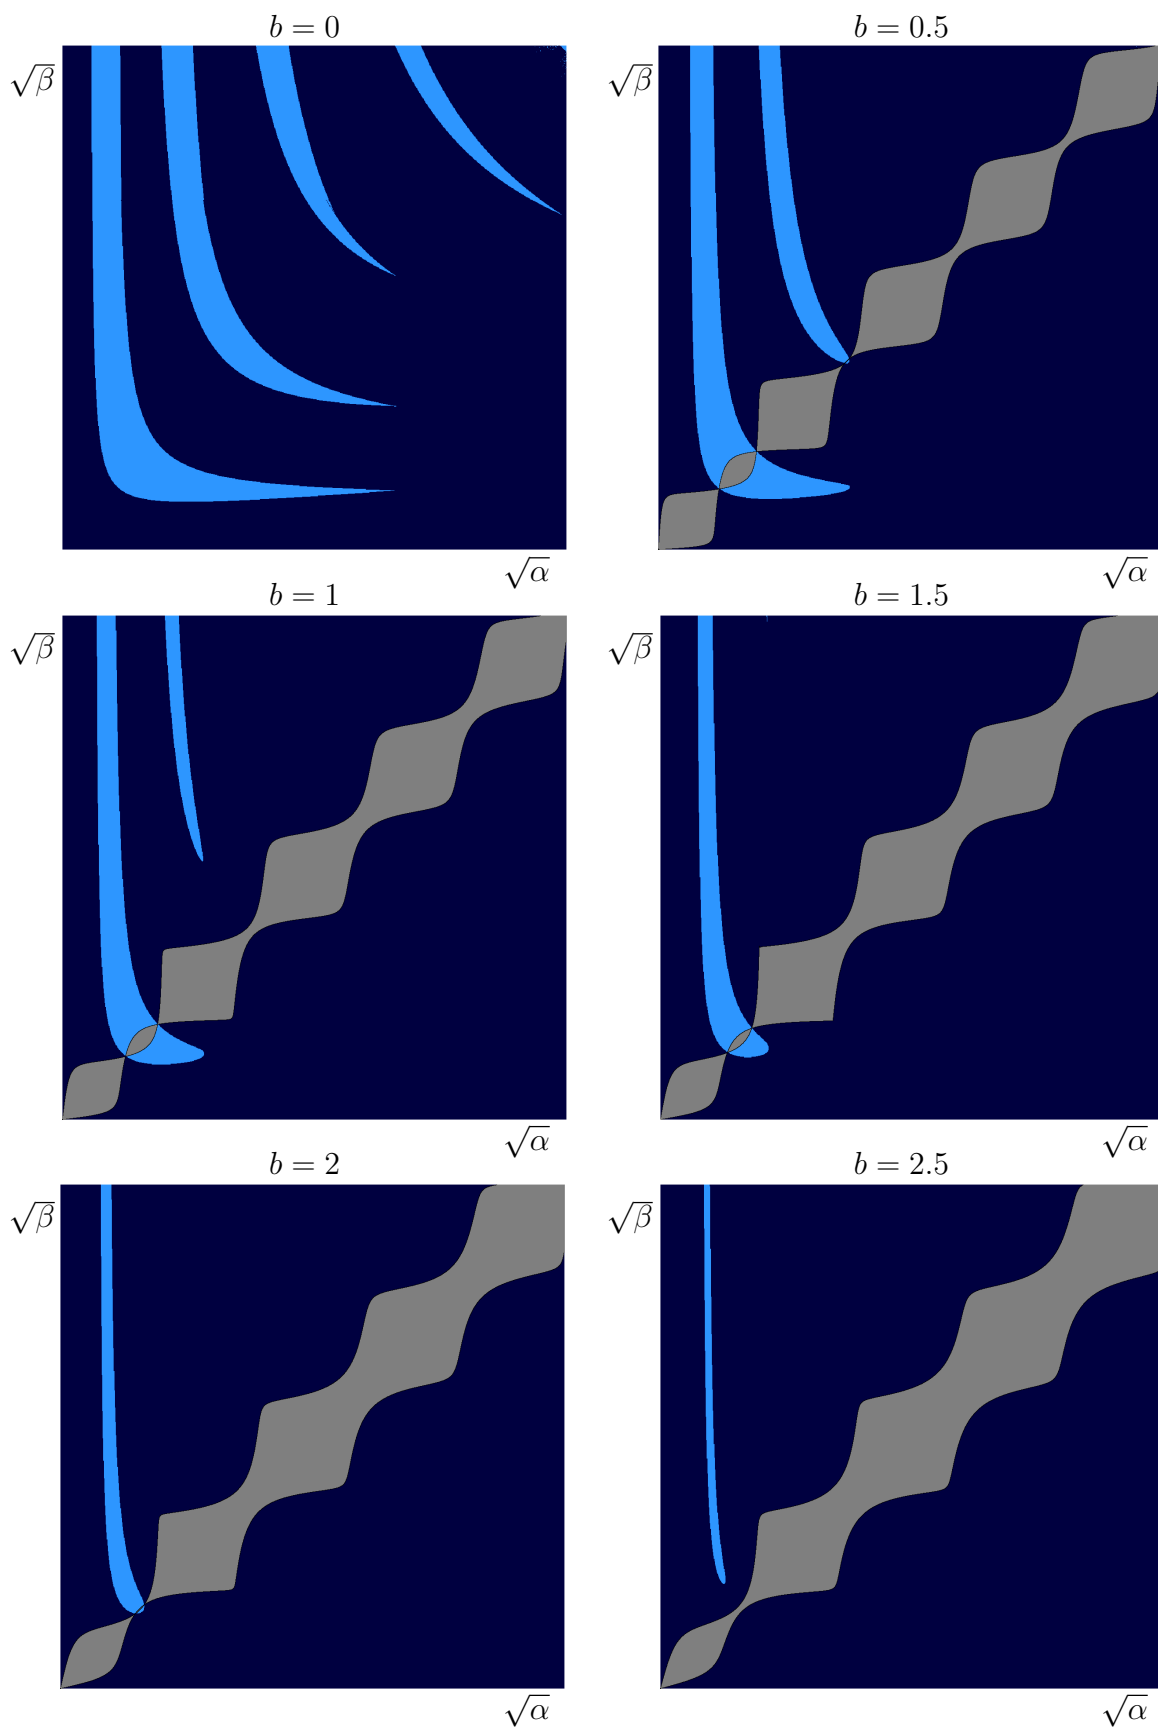 b = 0
b = 0.5
√β
√β
√α
√α
b = 1
b = 1.5
√β
√β
√α
√α
b = 2
b = 2.5
√β
√β
√α
√α